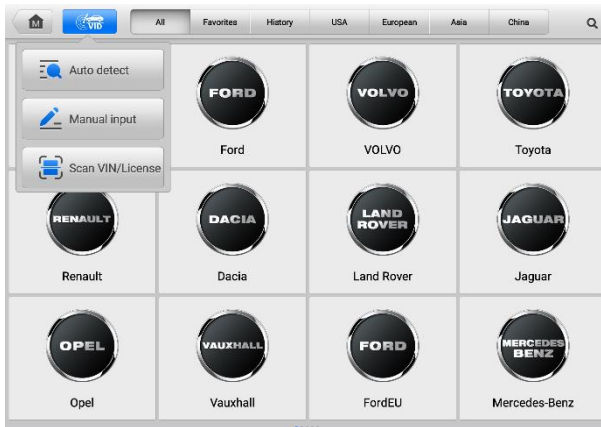 M
VID
All
Favorites
History
USA
European
Asia
China
Auto detect
Manual input
Scan VIN/License
FORD
Ford
VOLVO
VOLVO
TOYOTA
Toyota
RENAULT
Renault
DACIA
Dacia
LAND
ROVER
Land Rover
JAGUAR
Jaguar
OPEL
Opel
VAUXHALL
Vauxhall
FORD
FordEU
MERCEDES
BENZ
Mercedes-Benz